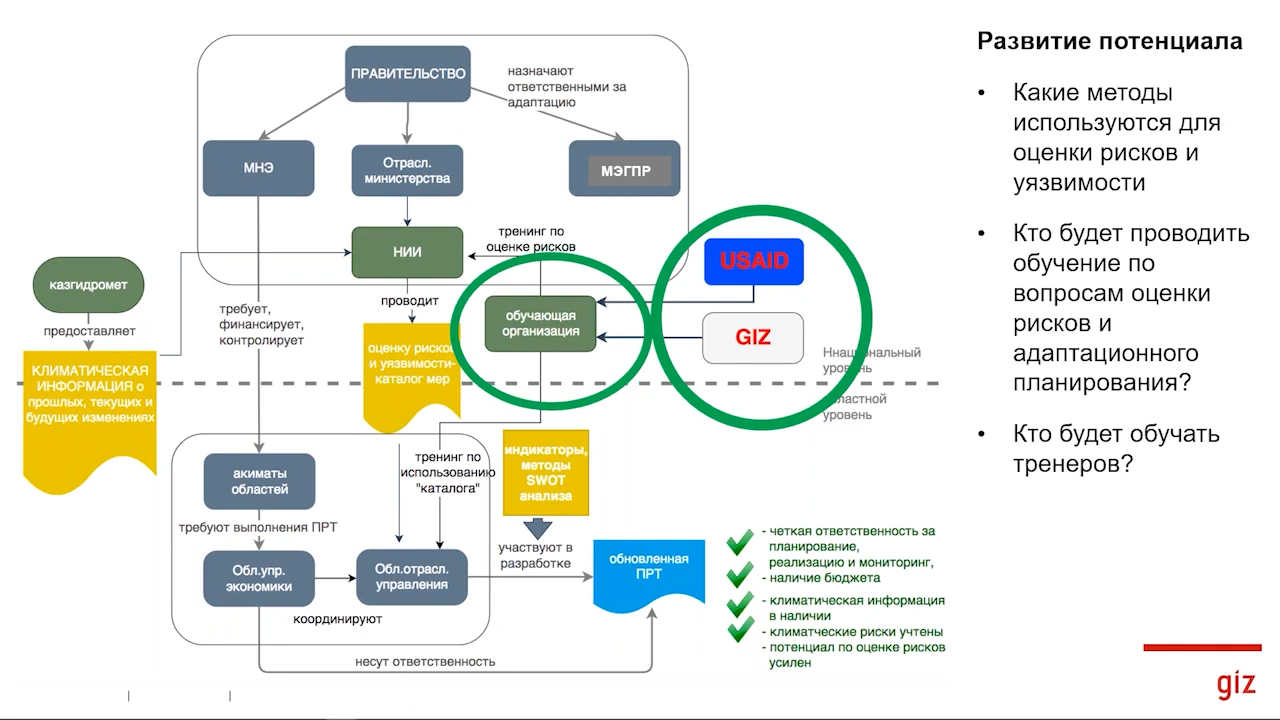 Развитие потенциала
• Какие методы
используются для
оценки рисков и
уязвимости
• Кто будет проводить
обучение по
вопросам оценки
рисков и
адаптационного
планирования?
• Кто будет обучать
тренеров?
ПРАВИТЕЛЬСТВО
назначают
ответственными за
адаптацию
МНЭ
Отрасл.
министерства
МЭГПР
НИИ
тренинг по
оценке рисков
USAID
казгидромет
предоставляет
требует,
финансирует,
контролирует
проводит
обучающая
организация
GIZ
Ннациональный
уровень
КЛИМАТИЧЕСКАЯ
ИНФОРМАЦИЯ о
прошлых, текущих и
будущих изменениях
оценку рисков
и уязвимости-
каталог мер
ластной
уровень
акиматы
областей
тренинг по
использованию
"каталога"
индикаторы,
методы
SWOT
анализа
требуют выполнения ПРТ
участвуют в
разработке
Обл.упр.
экономики
Обл.отрасл.
управления
обновленная
ПРТ
координируют
несут ответственность
- четкая ответственность за
планирование,
реализацию и мониторинг,
- наличие бюджета
- климатическая информация
в наличии
- климатческие риски учтены
- потенциал по оценке рисков
усилен
giz